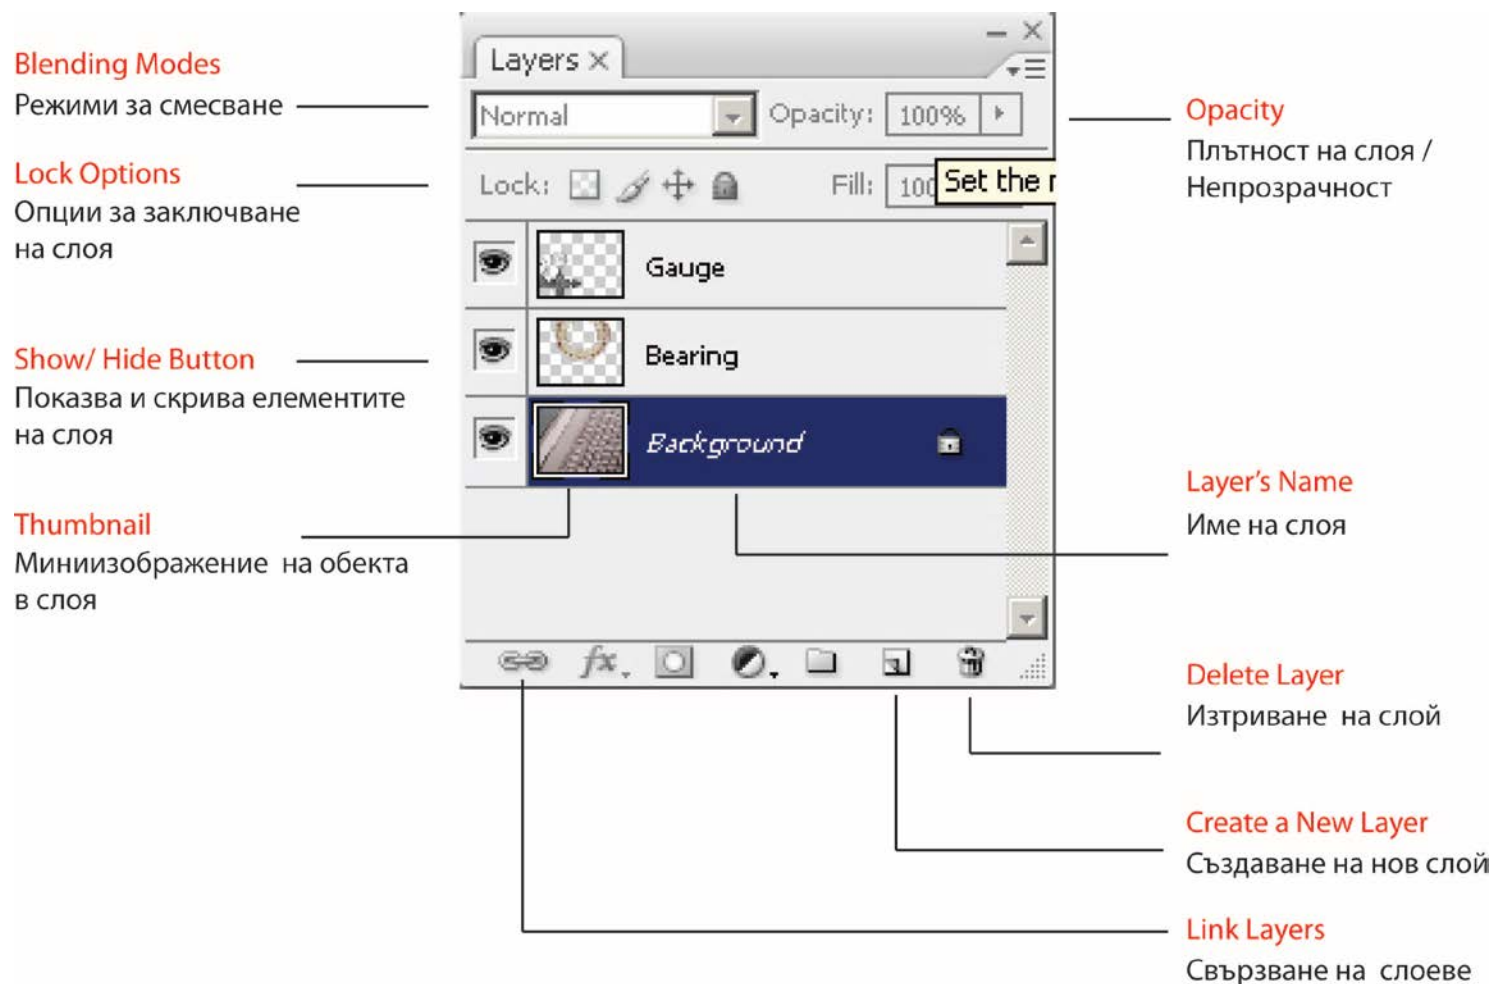 Blending Modes
Режими за смесване
Lock Options
Опции за заключване
на слоя
Show/ Hide Button
Показва и скрива елементите
на слоя
Thumbnail
Миниизображение на обекта
в слоя
Layers
Normal
Opacity: 100%
Lock:
Fill: 100
Set the
Gauge
Bearing
Background
fx
Opacity
Плътност на слоя /
Непрозрачност
Layer's Name
Име на слоя
Delete Layer
Изтриване на слой
Create a New Layer
Създаване на нов слой
Link Layers
Свързване на слоеве